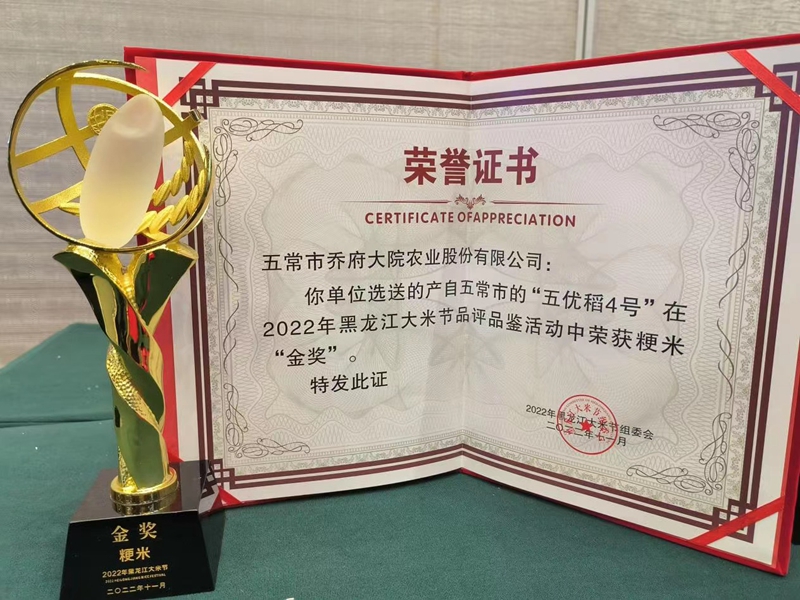 荣誉证书
CERTIFICATE OF APPRECIATION
五常市乔府大院农业股份有限公司：
你单位选送的产自五常市的“五优稻4号”在
2022年黑龙江大米节品评品鉴活动中荣获粳米
“金奖”。
特发此证
2022年黑龙江大米节组委会
二〇二二年十一月
金奖
粳米
2022年黑龙江大米节
二〇二二年十一月